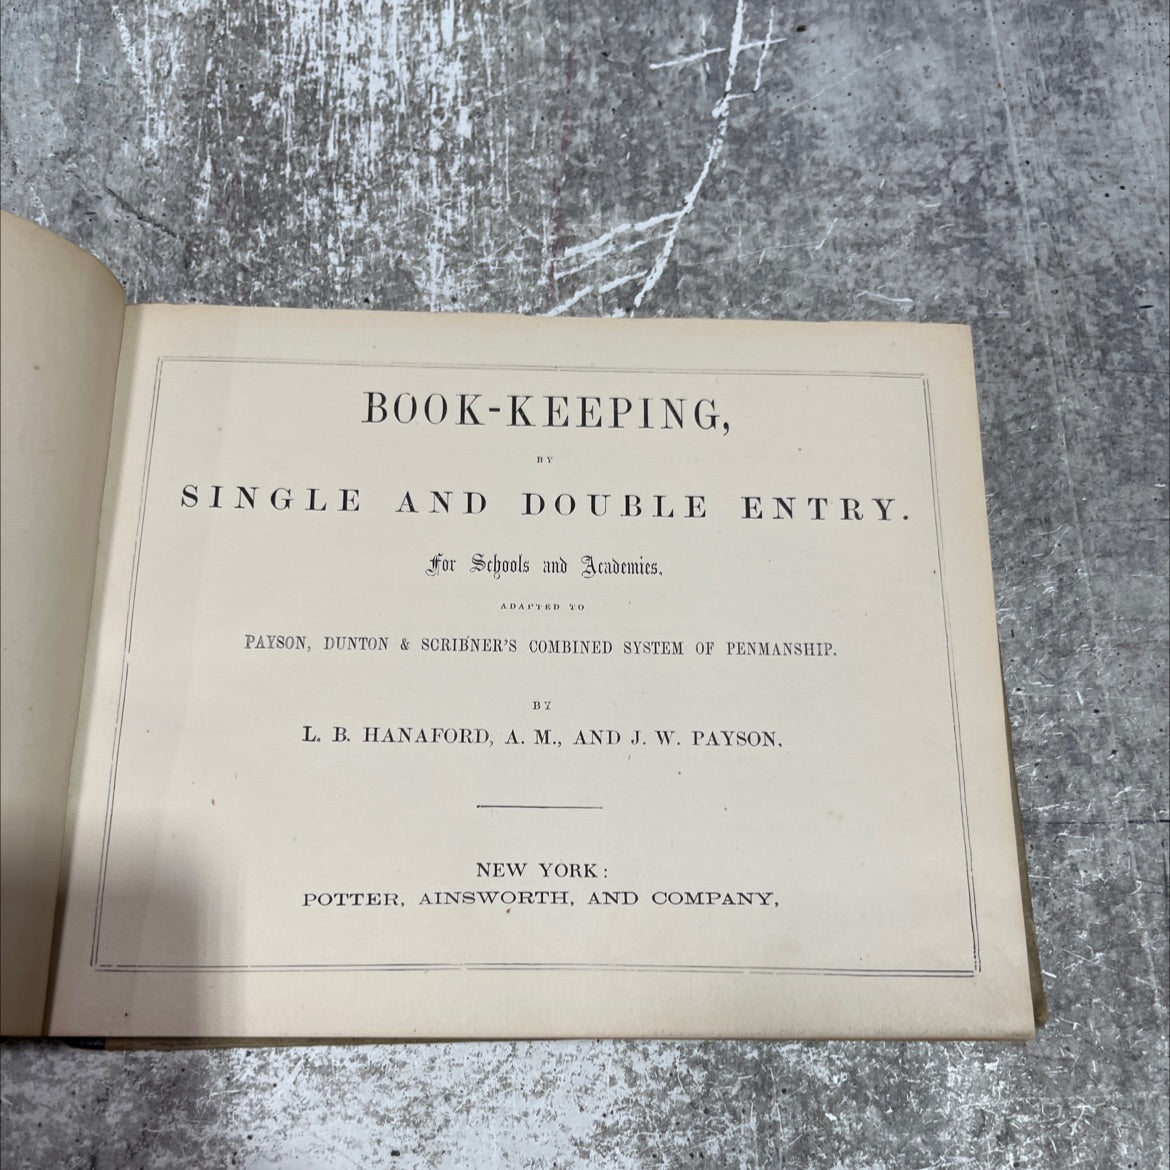 BOOK-KEEPING,
BY
SINGLE AND DOUBLE ENTRY.
For Schools and Academies,
ADAPTED TO
PAYSON, DUNTON & SCRIBNER'S COMBINED SYSTEM OF PENMANSHIP.
BY
L. B. HANAFORD, A. M., AND J. W. PAYSON.
NEW YORK:
POTTER, AINSWORTH, AND COMPANY,